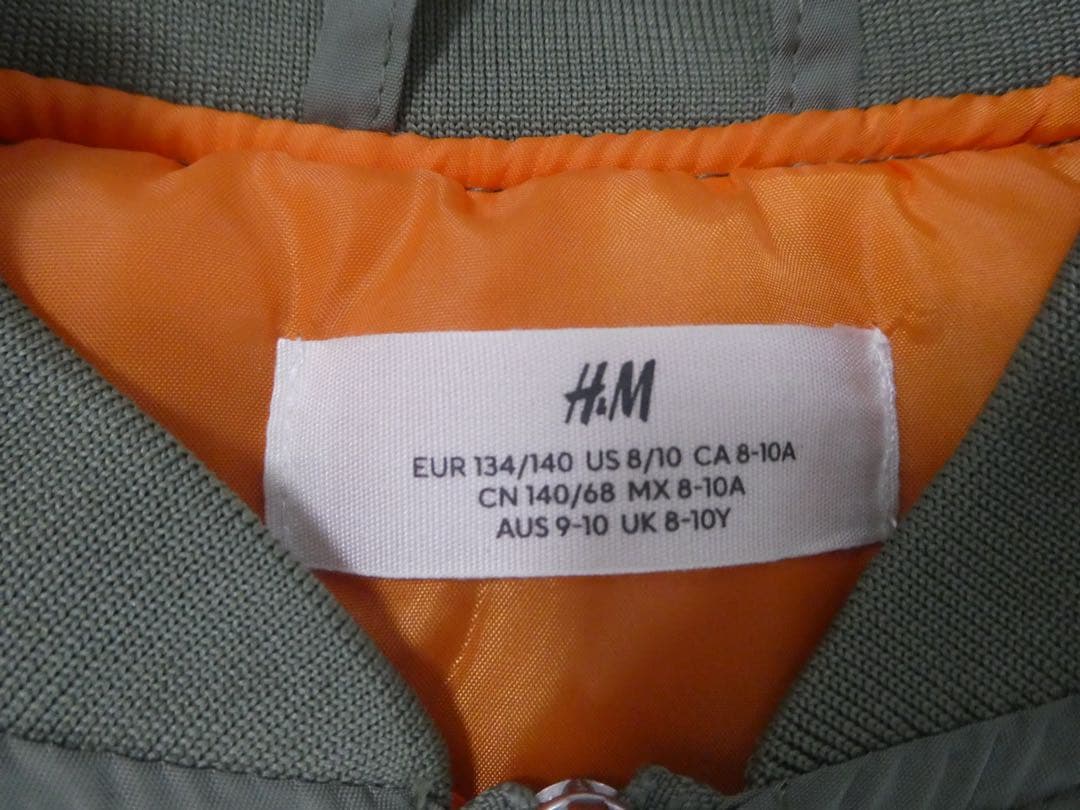 H&M
EUR 134/140 US 8/10 CA 8-10A
CN 140/68 MX 8-10A
AUS 9-10 UK 8-10Y